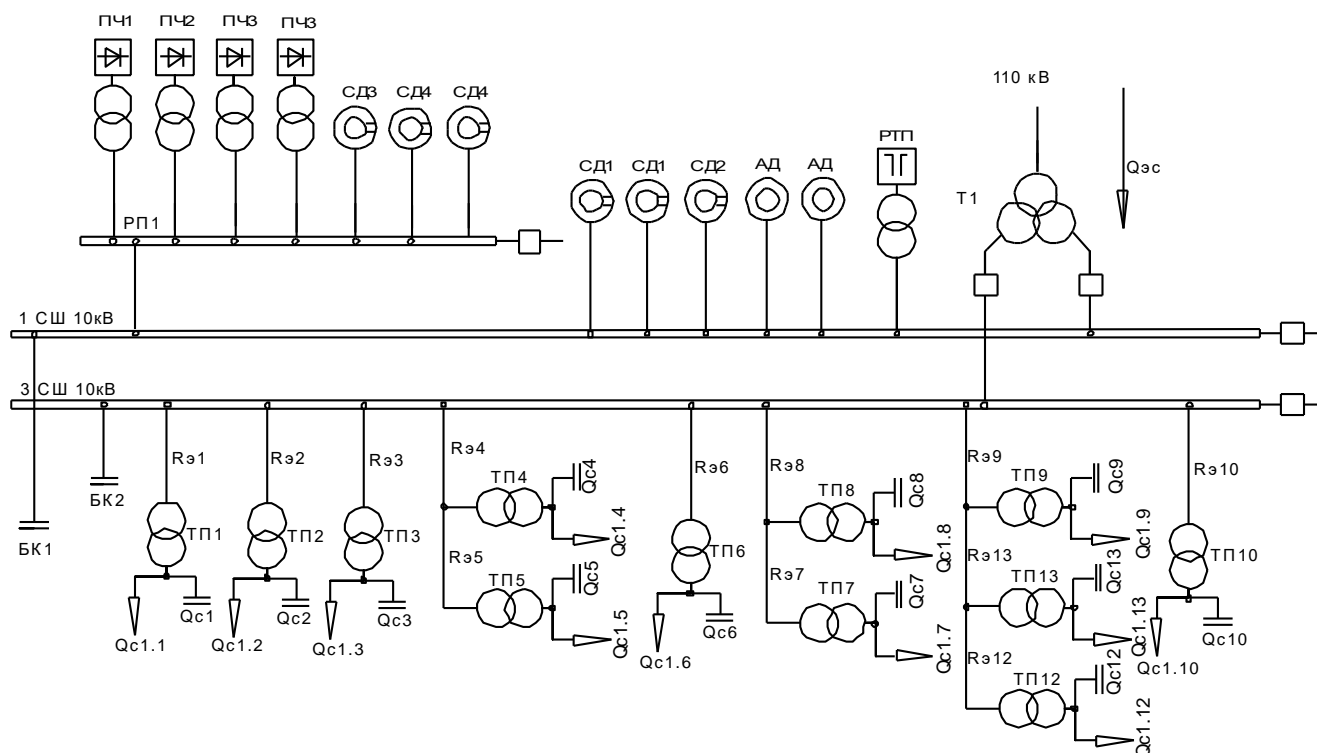 ПЧ1 ПЧ2 ПЧ3 ПЧ3
СД3 СД4 СД4
110 кВ
РТП
Qэс
СД1 СД1 СД2 АД АД
Т1
РП1
1 СШ 10кВ
3 СШ 10кВ
Rэ1 Rэ2 Rэ3 Rэ4 Rэ6 Rэ8 Rэ9 Rэ10
ТП4 Qc4 ТП8 Qc8 ТП9 Qc9
БК2
БК1
ТП1 ТП2 ТП3 Qc1.4 ТП6 Qc1.8 Qc1.9 ТП10
Rэ5 Rэ7 Rэ13
ТП5 Qc5 ТП7 Qc7 ТП13 Qc13
Qc1 Qc2 Qc3 Qc6 Qc10
Qc1.1 Qc1.2 Qc1.3 Qc1.5 Qc1.6 Qc1.7 Qc1.13 Qc1.10
Rэ12
ТП12 Qc12
Qc1.12